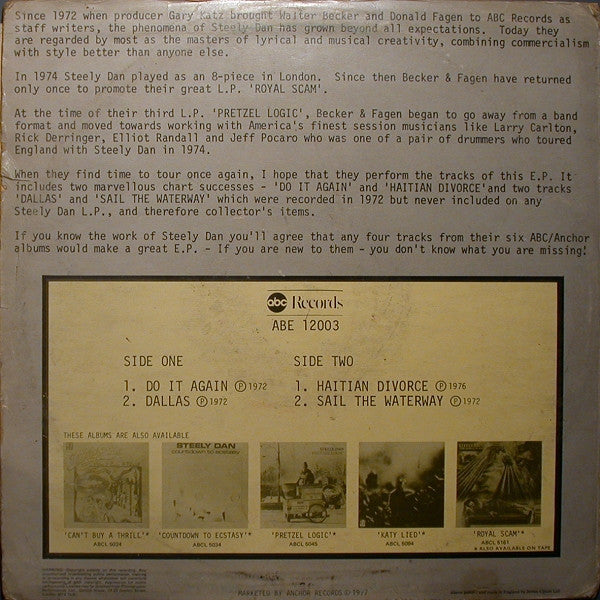 Since 1972 when producer Gary Katz brought Walter Becker and Donald Fagen to ABC Records as
staff writers, the phenomena of Steely Dan has grown beyond all expectations. Today they
are regarded by most as the masters of lyrical and musical creativity, combining commercialism
with style better than anyone else.
In 1974 Steely Dan played as an 8-piece in London. Since then Becker & Fagen have returned
only once to promote their great L.P. 'ROYAL SCAM'.
At the time of their third L.P. 'PRETZEL LOGIC', Becker & Fagen began to go away from a band
format and moved towards working with America's finest session musicians like Larry Carlton,
Rick Derringer, Elliot Randall and Jeff Pocaro who was one of a pair of drummers who toured
England with Steely Dan in 1974.
When they find time to tour once again, I hope that they perform the tracks of this E.P. It
includes two marvellous chart successes - 'DO IT AGAIN' and 'HAITIAN DIVORCE'and two tracks
'DALLAS' and 'SAIL THE WATERWAY' which were recorded in 1972 but never included on any
Steely Dan L.P., and therefore collector's items.
If you know the work of Steely Dan you'll agree that any four tracks from their six ABC/Anchor
albums would make a great E.P. - If you are new to them - you don't know what you are missing!
abc Records
ABE 12003
SIDE ONE SIDE TWO
1. DO IT AGAIN Ⓟ1972 1. HAITIAN DIVORCE Ⓟ1976
2. DALLAS Ⓟ1972 2. SAIL THE WATERWAY Ⓟ1972
THESE ALBUMS ARE ALSO AVAILABLE
STEELY DAN
countdown to ecstasy
'CAN'T BUY A THRILL'* 'COUNTDOWN TO ECSTASY'* 'PRETZEL LOGIC'* 'KATY LIED'* 'ROYAL SCAM'*
ABCL 5024 ABCL 5034 ABCL 5045 ABCL 5094 ABCL 5161
* ALSO AVAILABLE ON TAPE
MARKETED BY ANCHOR RECORDS © 1977